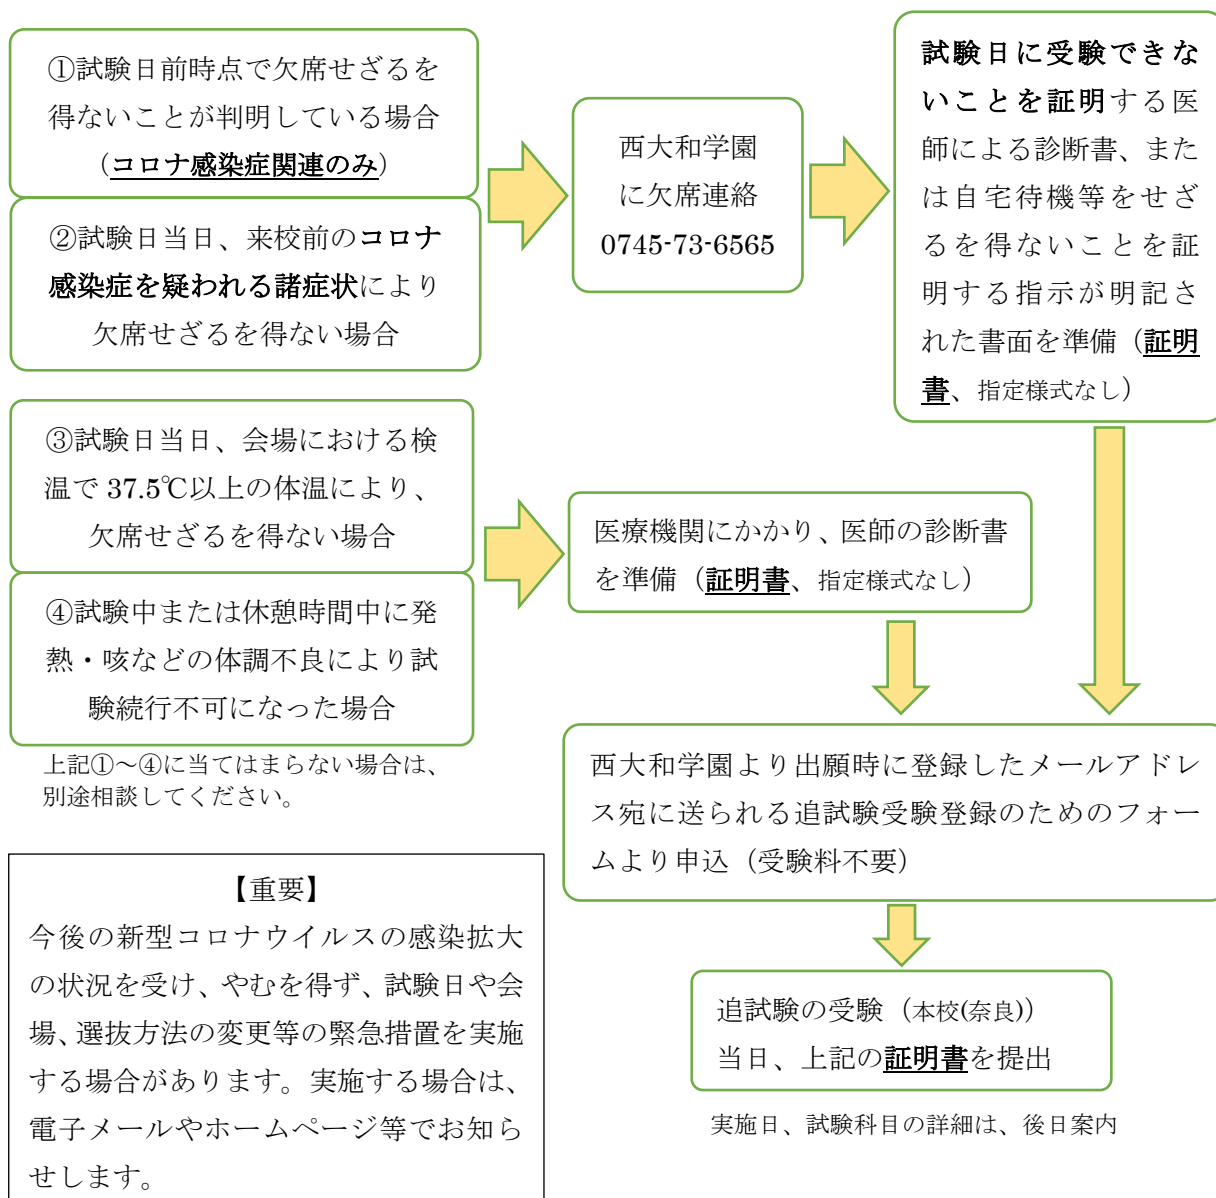 ①試験日前時点で欠席せざるを
得ないことが判明している場合
（コロナ感染症関連のみ）
②試験日当日、来校前のコロナ
感染症を疑われる諸症状により
欠席せざるを得ない場合
西大和学園
に欠席連絡
0745-73-6565
試験日に受験できな
いことを証明する医
師による診断書、また
は自宅待機等をせざ
るを得ないことを証
明する指示が明記さ
れた書面を準備（証明
書、指定様式なし）
③試験日当日、会場における検
温で 37.5℃以上の体温により、
欠席せざるを得ない場合
④試験中または休憩時間中に発
熱・咳などの体調不良により試
験続行不可になった場合
医療機関にかかり、医師の診断書
を準備（証明書、指定様式なし）
上記①～④に当てはまらない場合は、
別途相談してください。
西大和学園より出願時に登録したメールアドレ
ス宛に送られる追試験受験登録のためのフォー
ムより申込（受験料不要）
【重要】
今後の新型コロナウイルスの感染拡大
の状況を受け、やむを得ず、試験日や会
場、選抜方法の変更等の緊急措置を実施
する場合があります。実施する場合は、
電子メールやホームページ等でお知ら
せします。
追試験の受験（本校(奈良)）
当日、上記の証明書を提出
実施日、試験科目の詳細は、後日案内